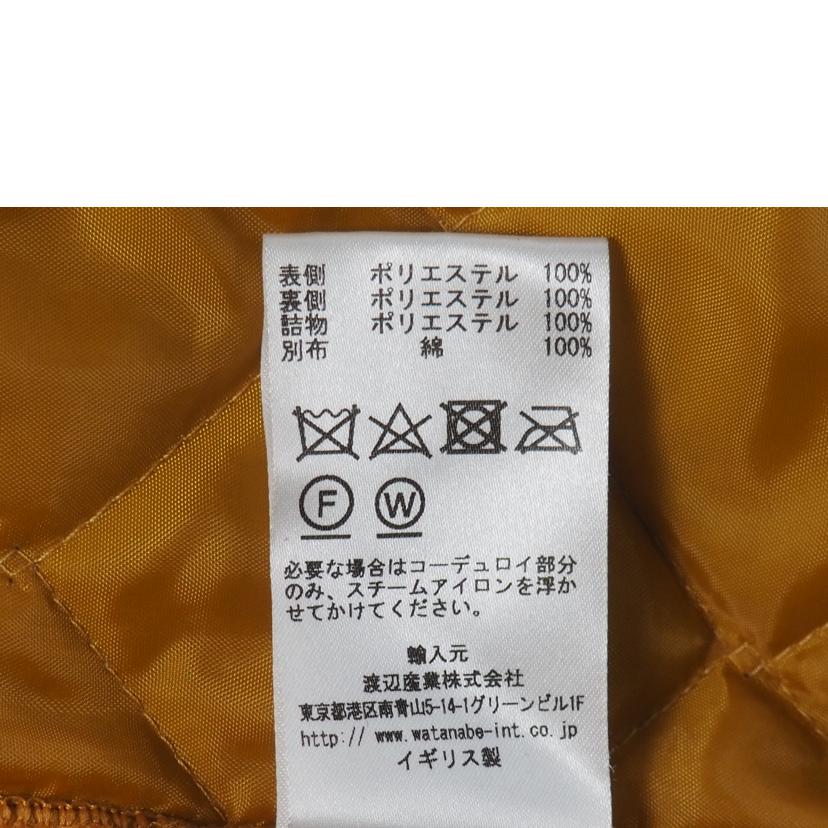 表側 ポリエステル 100%
裏側 ポリエステル 100%
詰物 ポリエステル 100%
別布 綿 100%
F W
必要な場合はコーデュロイ部分
のみ、スチームアイロンを浮か
せてかけてください。
輸入元
渡辺産業株式会社
東京都港区南青山5-14-1グリーンビル1F
http:// www.watanabe-int.co.jp
イギリス製